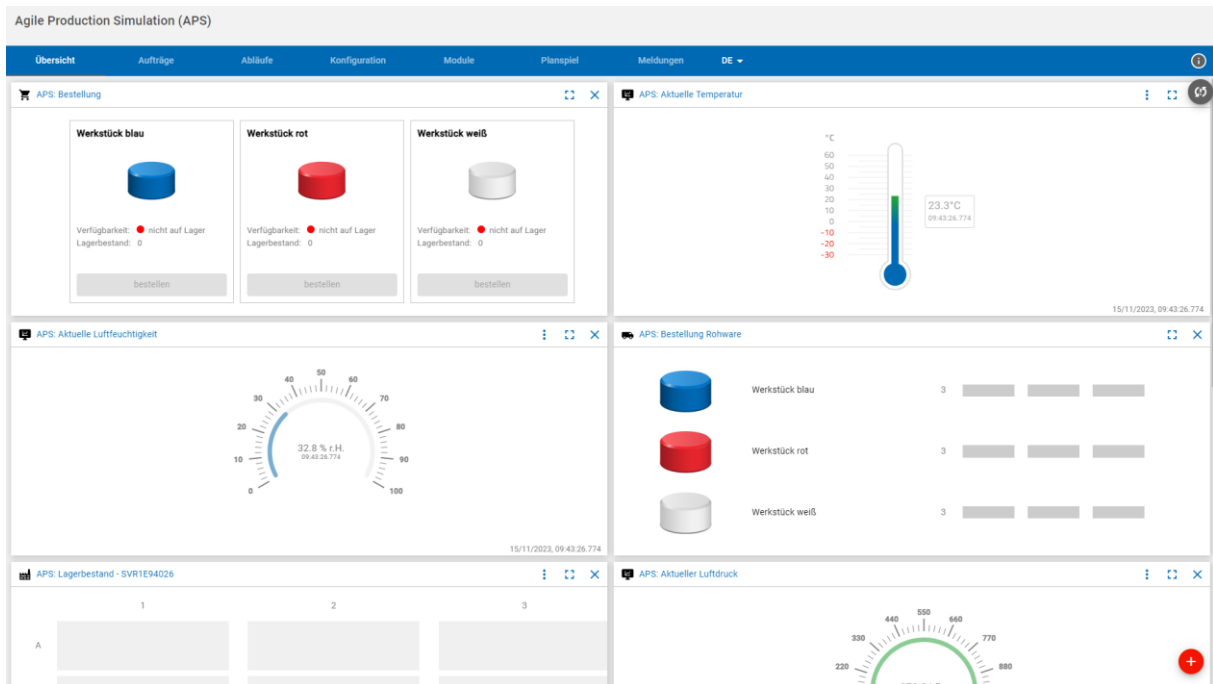 Agile Production Simulation (APS)
Übersicht Aufträge Abläufe Konfiguration Module Planspiel Meldungen DE
APS: Bestellung
Werkstück blau
Verfügbarkeit: nicht auf Lager
Lagerbestand: 0
bestellen
Werkstück rot
Verfügbarkeit: nicht auf Lager
Lagerbestand: 0
bestellen
Werkstück weiß
Verfügbarkeit: nicht auf Lager
Lagerbestand: 0
bestellen
APS: Aktuelle Temperatur
°C
60
50
40
30
20
10
0
-10
-20
-30
23.3°C
09:43:26.774
15/11/2023, 09:43:26.774
APS: Aktuelle Luftfeuchtigkeit
0
10
20
30
40
50
60
70
80
90
100
32.8 % r.H.
09:43:26.774
15/11/2023, 09:43:26.774
APS: Bestellung Rohware
Werkstück blau 3
Werkstück rot 3
Werkstück weiß 3
APS: Lagerbestand - SVR1E94026
1 2 3
A
APS: Aktueller Luftdruck
220
330
440
550
660
770
880